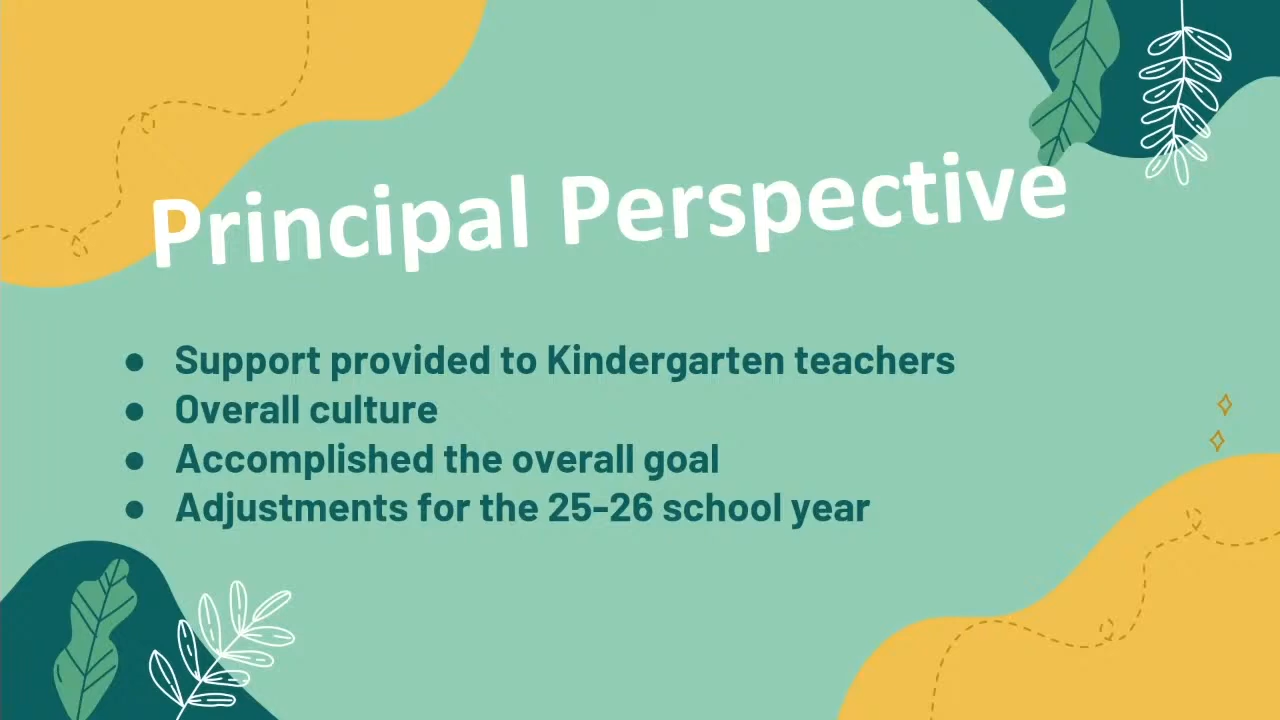 Principal Perspective
● Support provided to Kindergarten teachers
● Overall culture
● Accomplished the overall goal
● Adjustments for the 25-26 school year